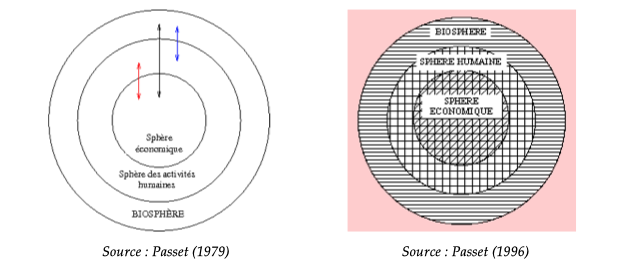 Sphère
économique
Sphère des activités
humaines
BIOSPHÈRE
Source : Passet (1979)
BIOSPHERE
SPHERE HUMAINE
SPHERE
ECONOMIQUE
Source : Passet (1996)